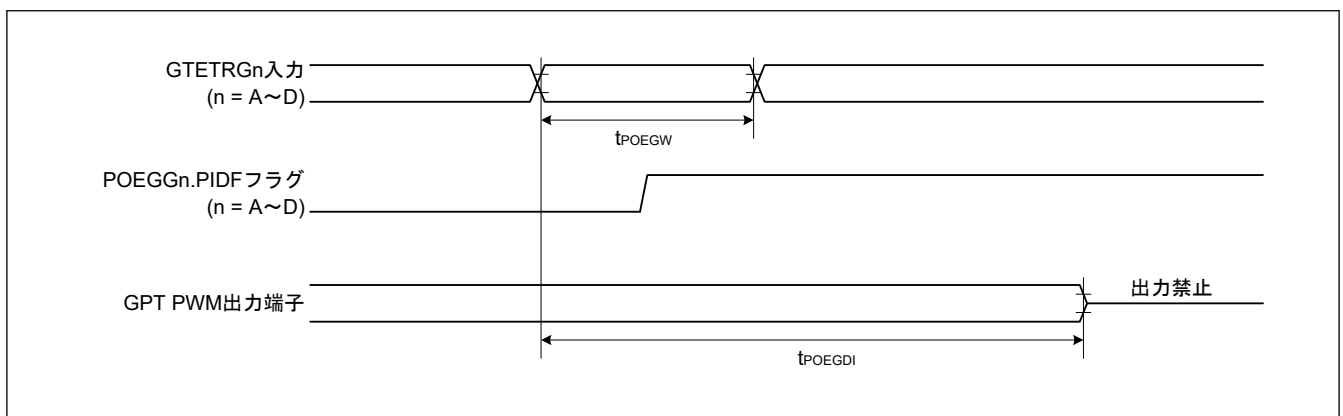 GTETRGn入力
(n = A～D)
tPOEGW
POEGGn.PIDFフラグ
(n = A～D)
GPT PWM出力端子
出力禁止
tPOEGDI